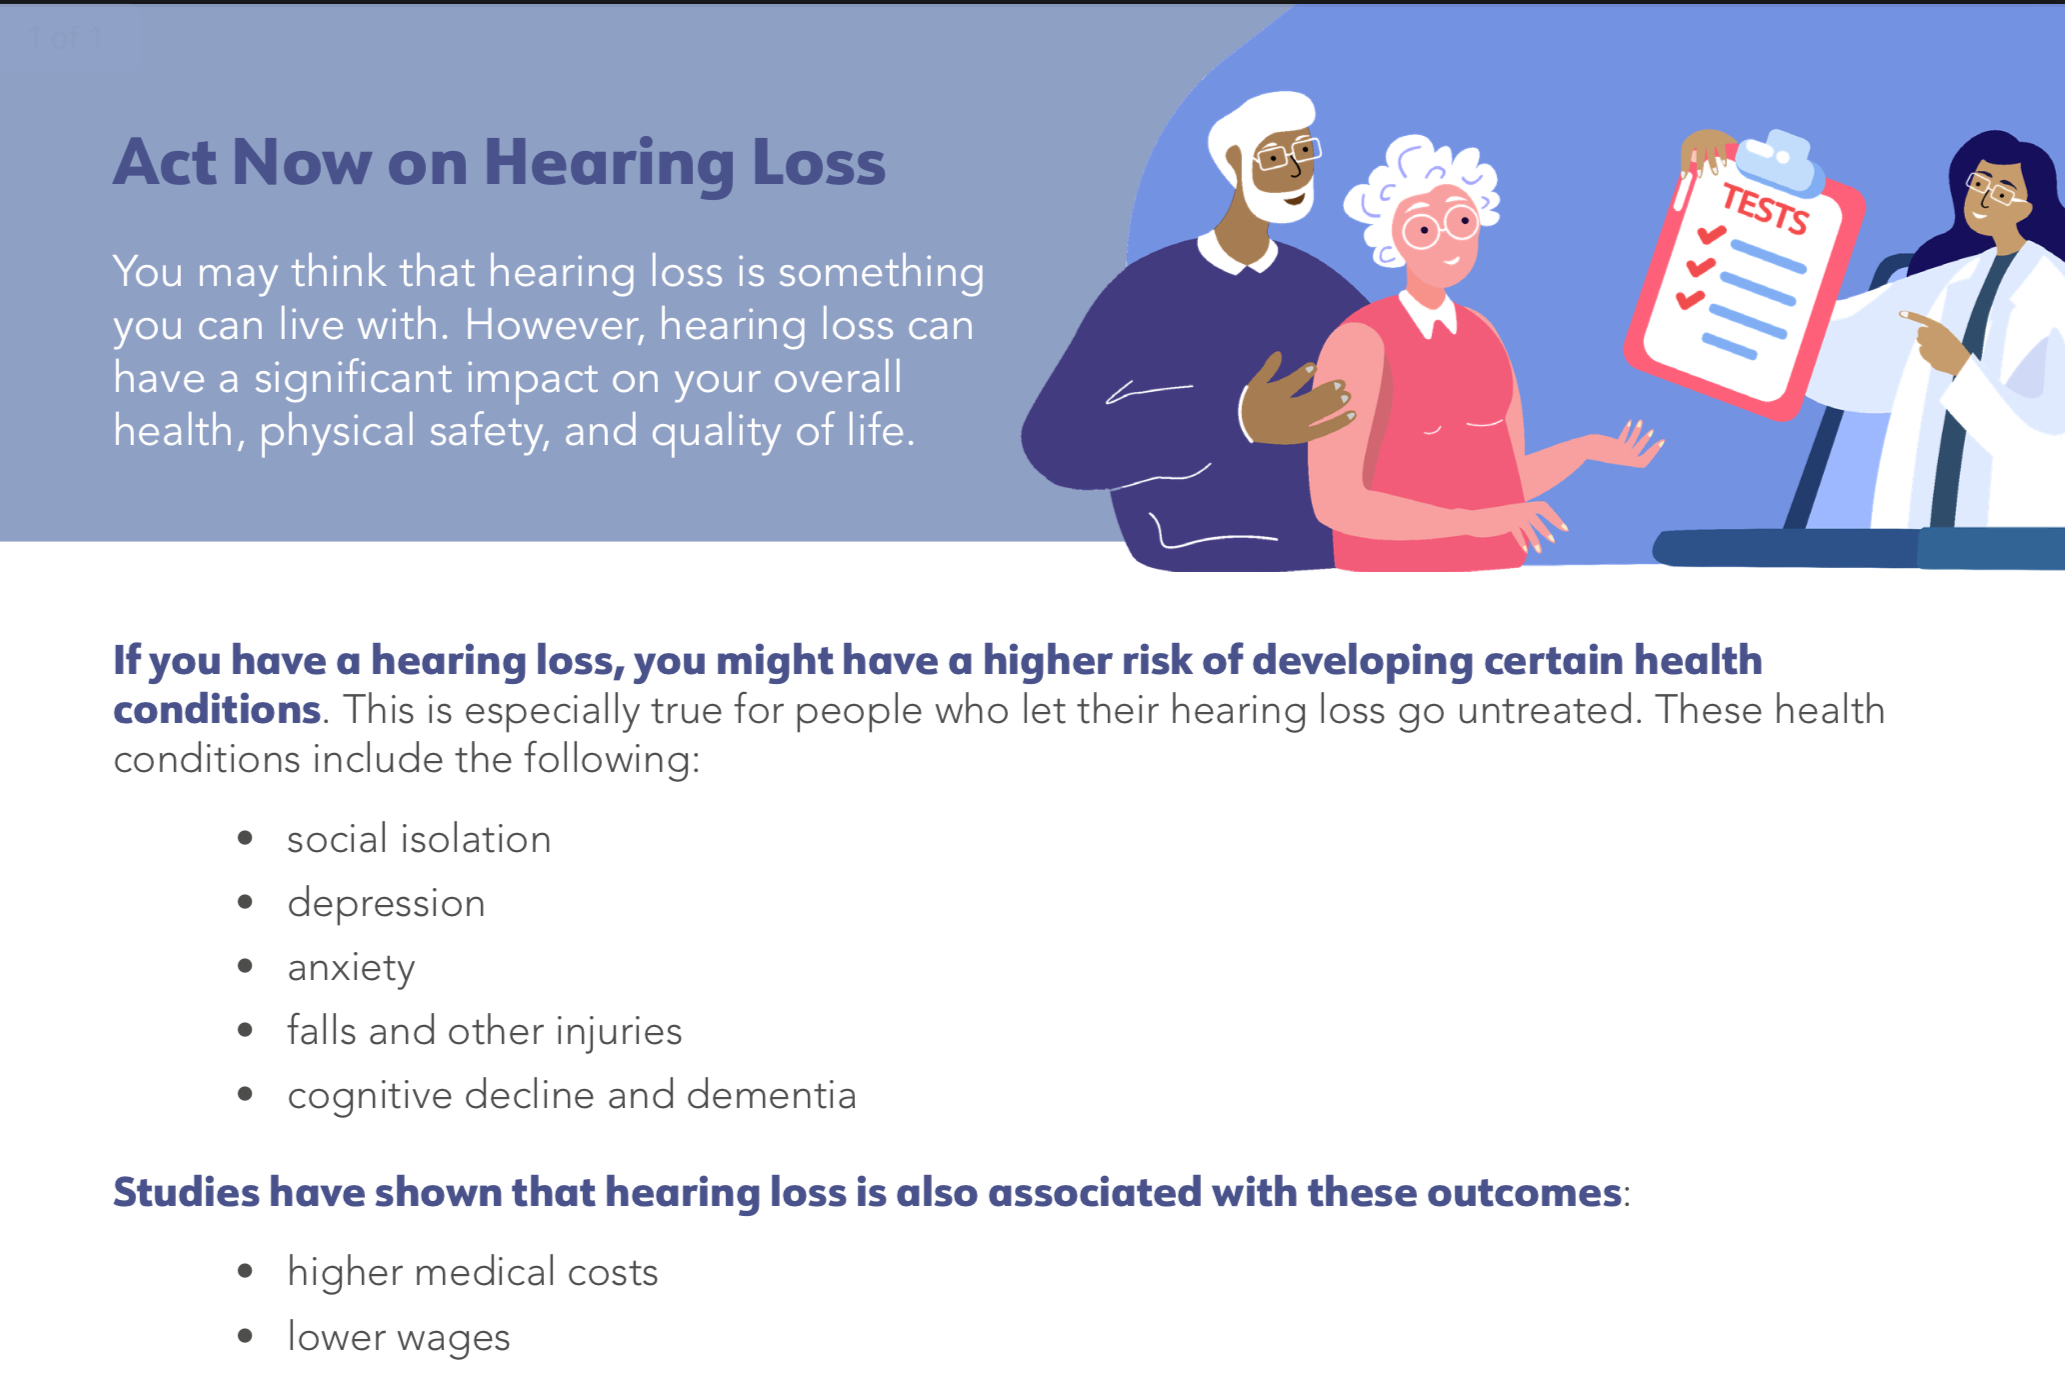 1 of 1
Act Now on Hearing Loss
You may think that hearing loss is something
you can live with. However, hearing loss can
have a significant impact on your overall
health, physical safety, and quality of life.
TESTS
If you have a hearing loss, you might have a higher risk of developing certain health
conditions. This is especially true for people who let their hearing loss go untreated. These health
conditions include the following:
• social isolation
• depression
• anxiety
• falls and other injuries
• cognitive decline and dementia
Studies have shown that hearing loss is also associated with these outcomes:
• higher medical costs
• lower wages